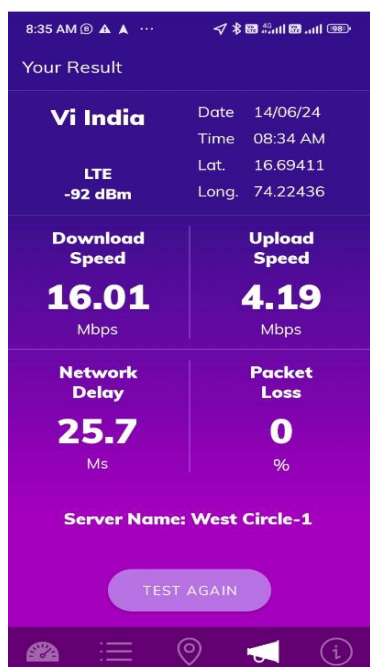 8:35 AM
4G
98
Your Result
Vi India
LTE
-92 dBm
Date 14/06/24
Time 08:34 AM
Lat. 16.69411
Long. 74.22436
Download Speed
16.01
Mbps
Upload Speed
4.19
Mbps
Network Delay
25.7
Ms
Packet Loss
0
%
Server Name: West Circle-1
TEST AGAIN